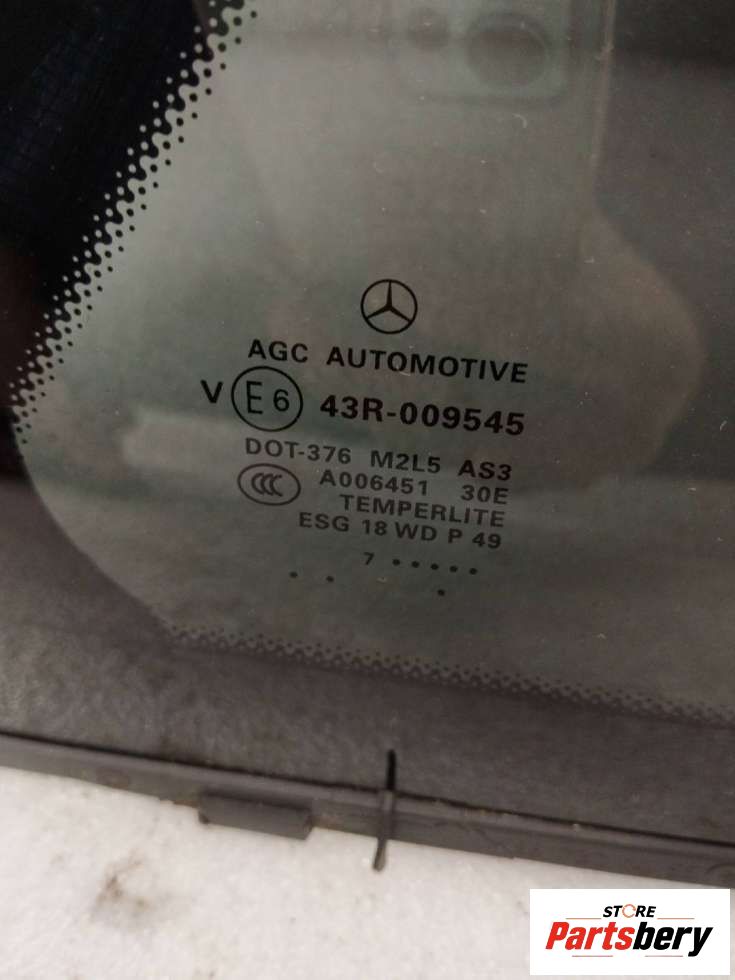 AGC AUTOMOTIVE
V E6 43R-009545
DOT-376 M2L5 AS3
CCC A006451 30E
TEMPERLITE
ESG 18 WD P 49
7 • • • • •
• • •
STORE
Partsbery